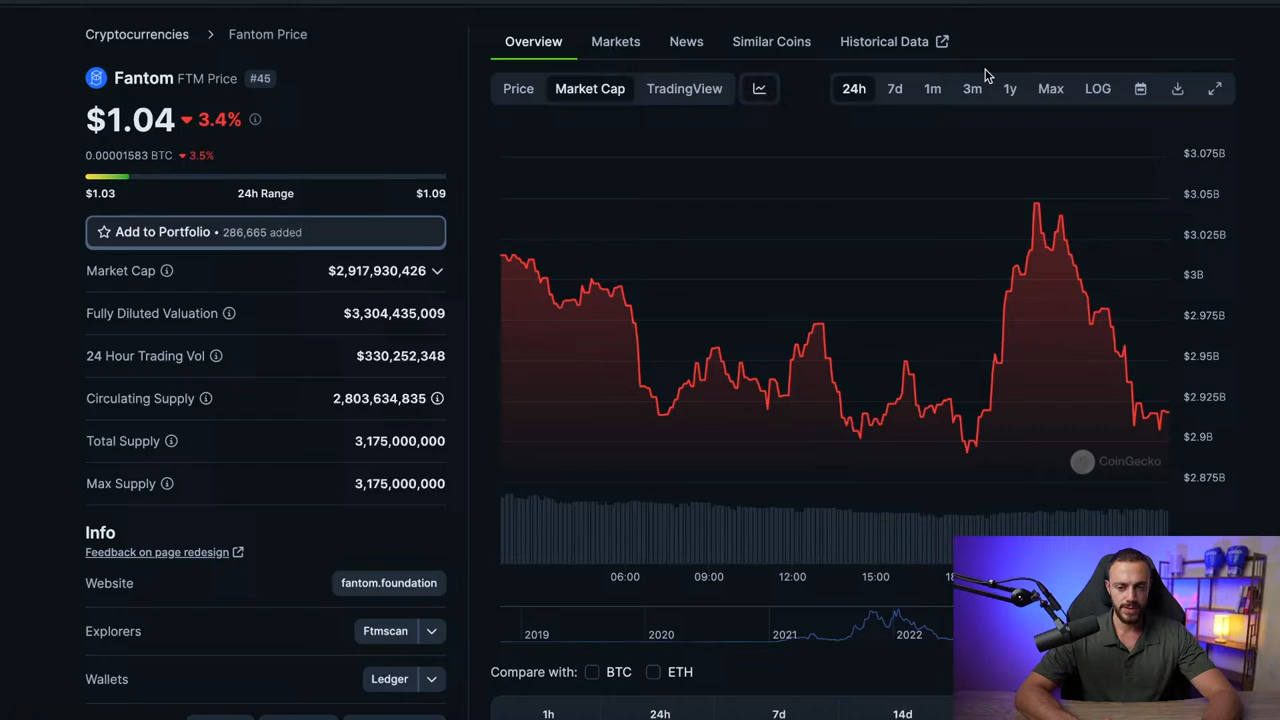 Cryptocurrencies > Fantom Price
Fantom FTM Price #45
$1.04 3.4%
0.00001583 BTC 3.5%
$1.03 24h Range $1.09
Add to Portfolio • 286,665 added
Market Cap $2,917,930,426
Fully Diluted Valuation $3,304,435,009
24 Hour Trading Vol $330,252,348
Circulating Supply 2,803,634,835
Total Supply 3,175,000,000
Max Supply 3,175,000,000
Info
Feedback on page redesign
Website fantom.foundation
Explorers Ftmscan
Wallets Ledger
Overview Markets News Similar Coins Historical Data
Price Market Cap TradingView 24h 7d 1m 3m 1y Max LOG
$3.075B
$3.05B
$3.025B
$3B
$2.975B
$2.95B
$2.925B
$2.9B
$2.875B
CoinGecko
06:00 09:00 12:00 15:00 18
2019 2020 2021 2022
Compare with: BTC ETH
1h 24h 7d 14d